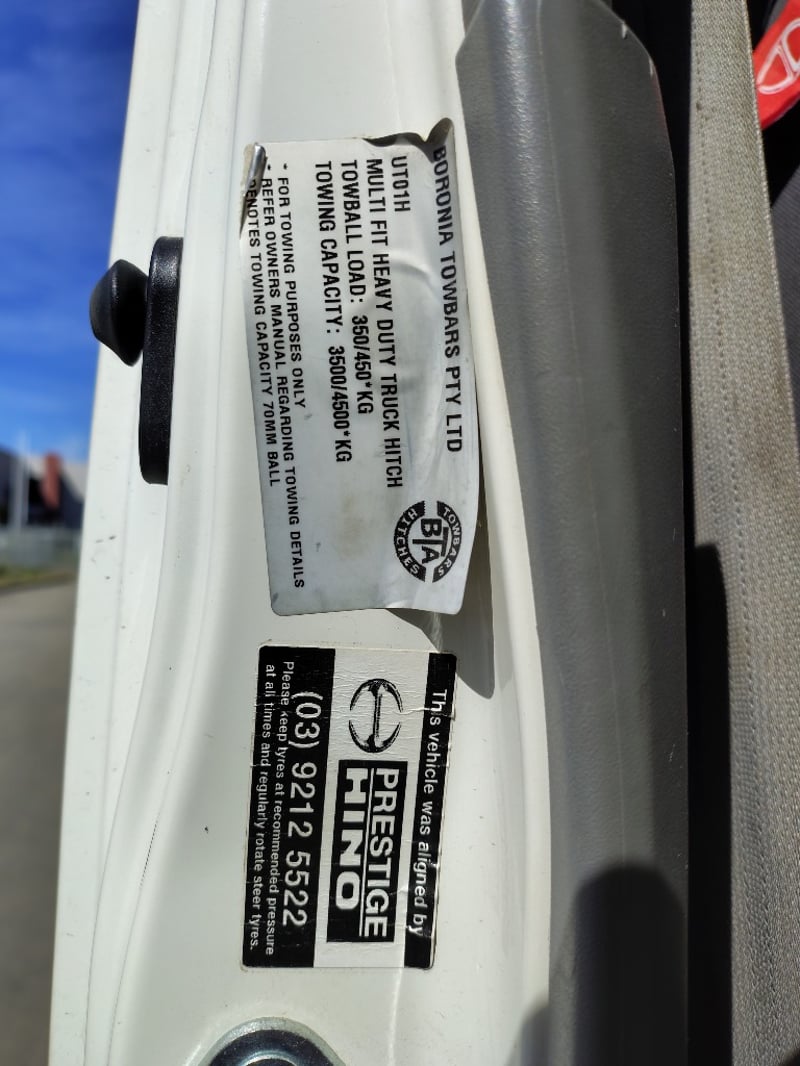 BORONIA TOWBARS PTY LTD
UT01H
MULTI FIT HEAVY DUTY TRUCK HITCH
TOWBALL LOAD: 350/450*KG
TOWING CAPACITY: 3500/4500*KG
* FOR TOWING PURPOSES ONLY
* REFER OWNERS MANUAL REGARDING TOWING DETAILS
DENOTES TOWING CAPACITY 70MM BALL
TOWBARS
BTA
HITCHES
This vehicle was aligned by
PRESTIGE
HINO
(03) 9212 5522
Please keep tyres at recommended pressure
at all times and regularly rotate steer tyres.